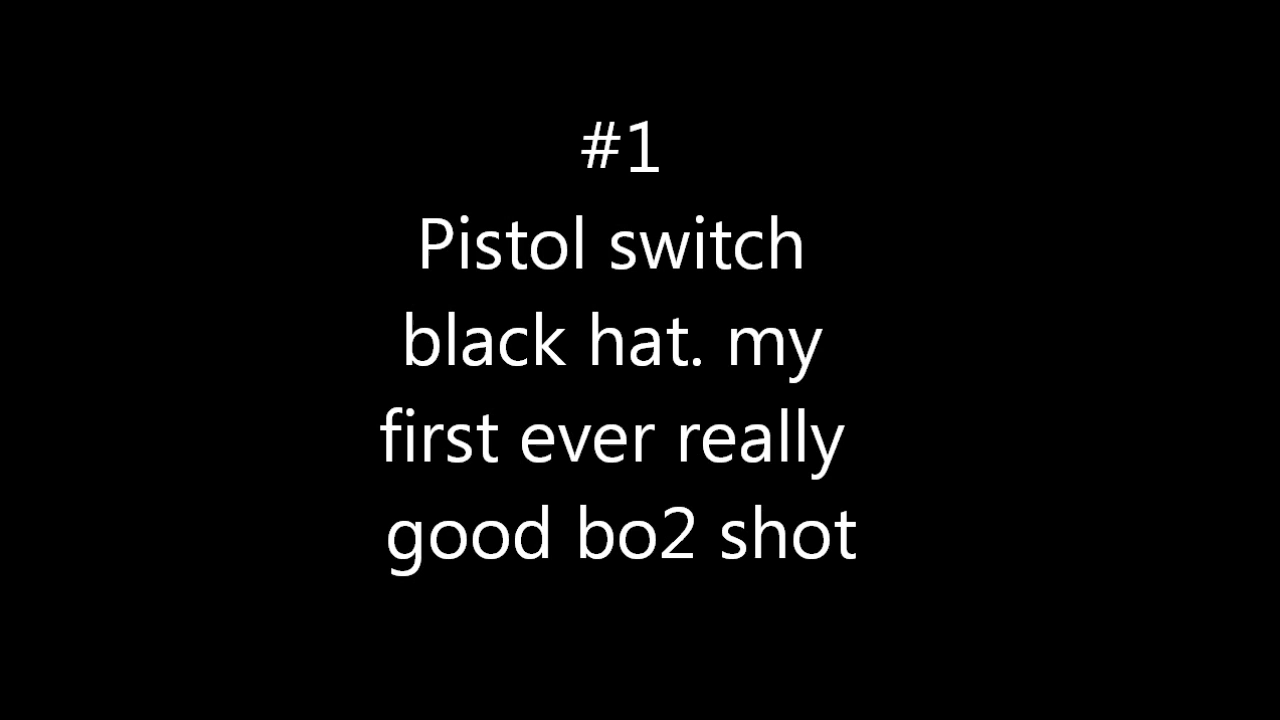 #1
Pistol switch
black hat. my
first ever really
good bo2 shot